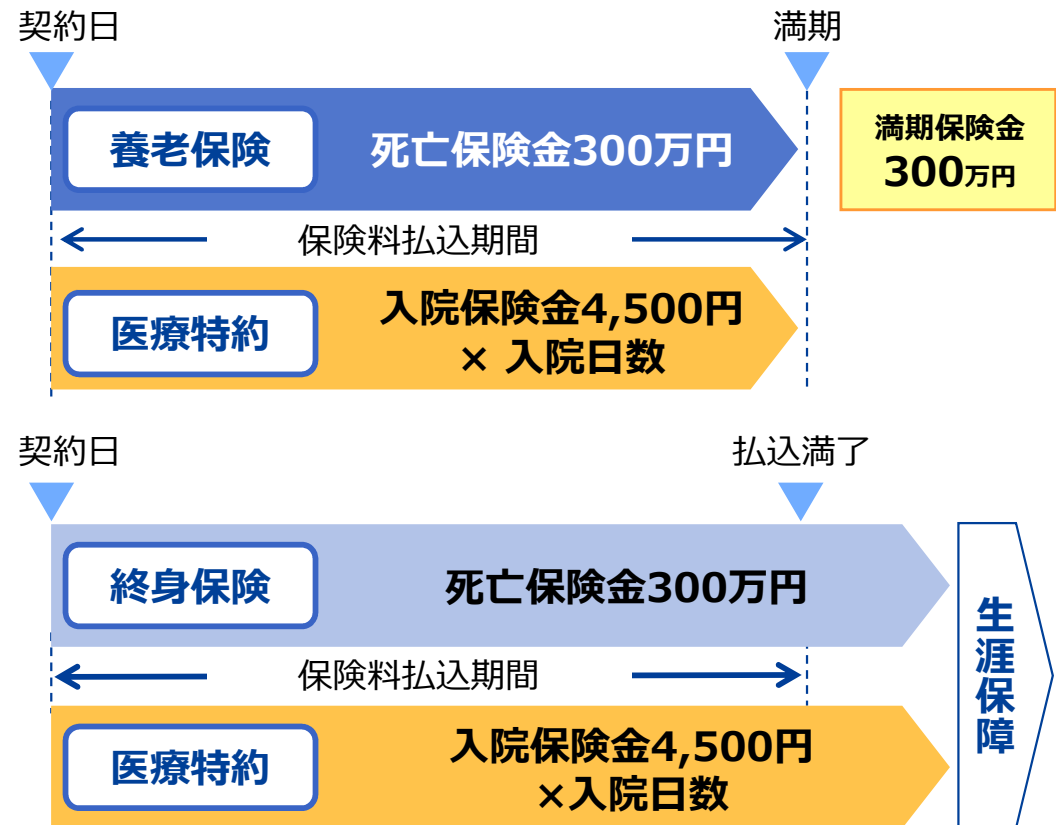 契約日
満期
養老保険
死亡保険金300万円
満期保険金
300万円
保険料払込期間
医療特約
入院保険金4,500円
× 入院日数
契約日
払込満了
終身保険
死亡保険金300万円
生涯保障
保険料払込期間
医療特約
入院保険金4,500円
×入院日数